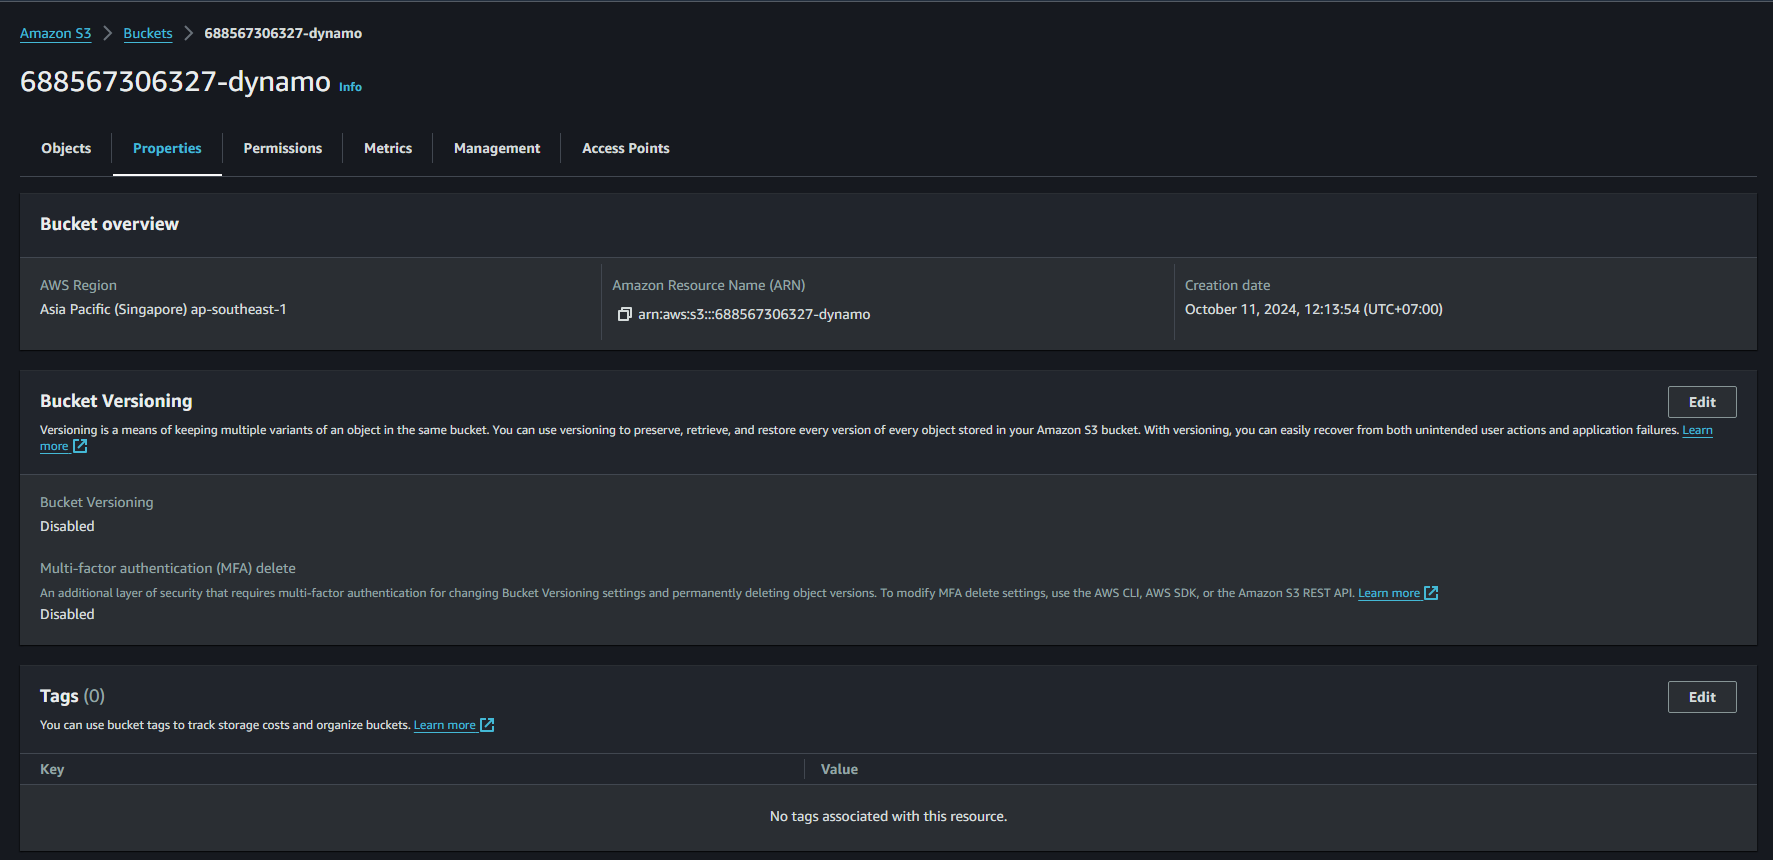 Amazon S3 > Buckets > 688567306327-dynamo
688567306327-dynamo Info
Objects Properties Permissions Metrics Management Access Points
Bucket overview
AWS Region
Asia Pacific (Singapore) ap-southeast-1
Amazon Resource Name (ARN)
arn:aws:s3:::688567306327-dynamo
Creation date
October 11, 2024, 12:13:54 (UTC+07:00)
Bucket Versioning
Edit
Versioning is a means of keeping multiple variants of an object in the same bucket. You can use versioning to preserve, retrieve, and restore every version of every object stored in your Amazon S3 bucket. With versioning, you can easily recover from both unintended user actions and application failures. Learn
more
Bucket Versioning
Disabled
Multi-factor authentication (MFA) delete
An additional layer of security that requires multi-factor authentication for changing Bucket Versioning settings and permanently deleting object versions. To modify MFA delete settings, use the AWS CLI, AWS SDK, or the Amazon S3 REST API. Learn more
Disabled
Tags (0)
Edit
You can use bucket tags to track storage costs and organize buckets. Learn more
Key Value
No tags associated with this resource.